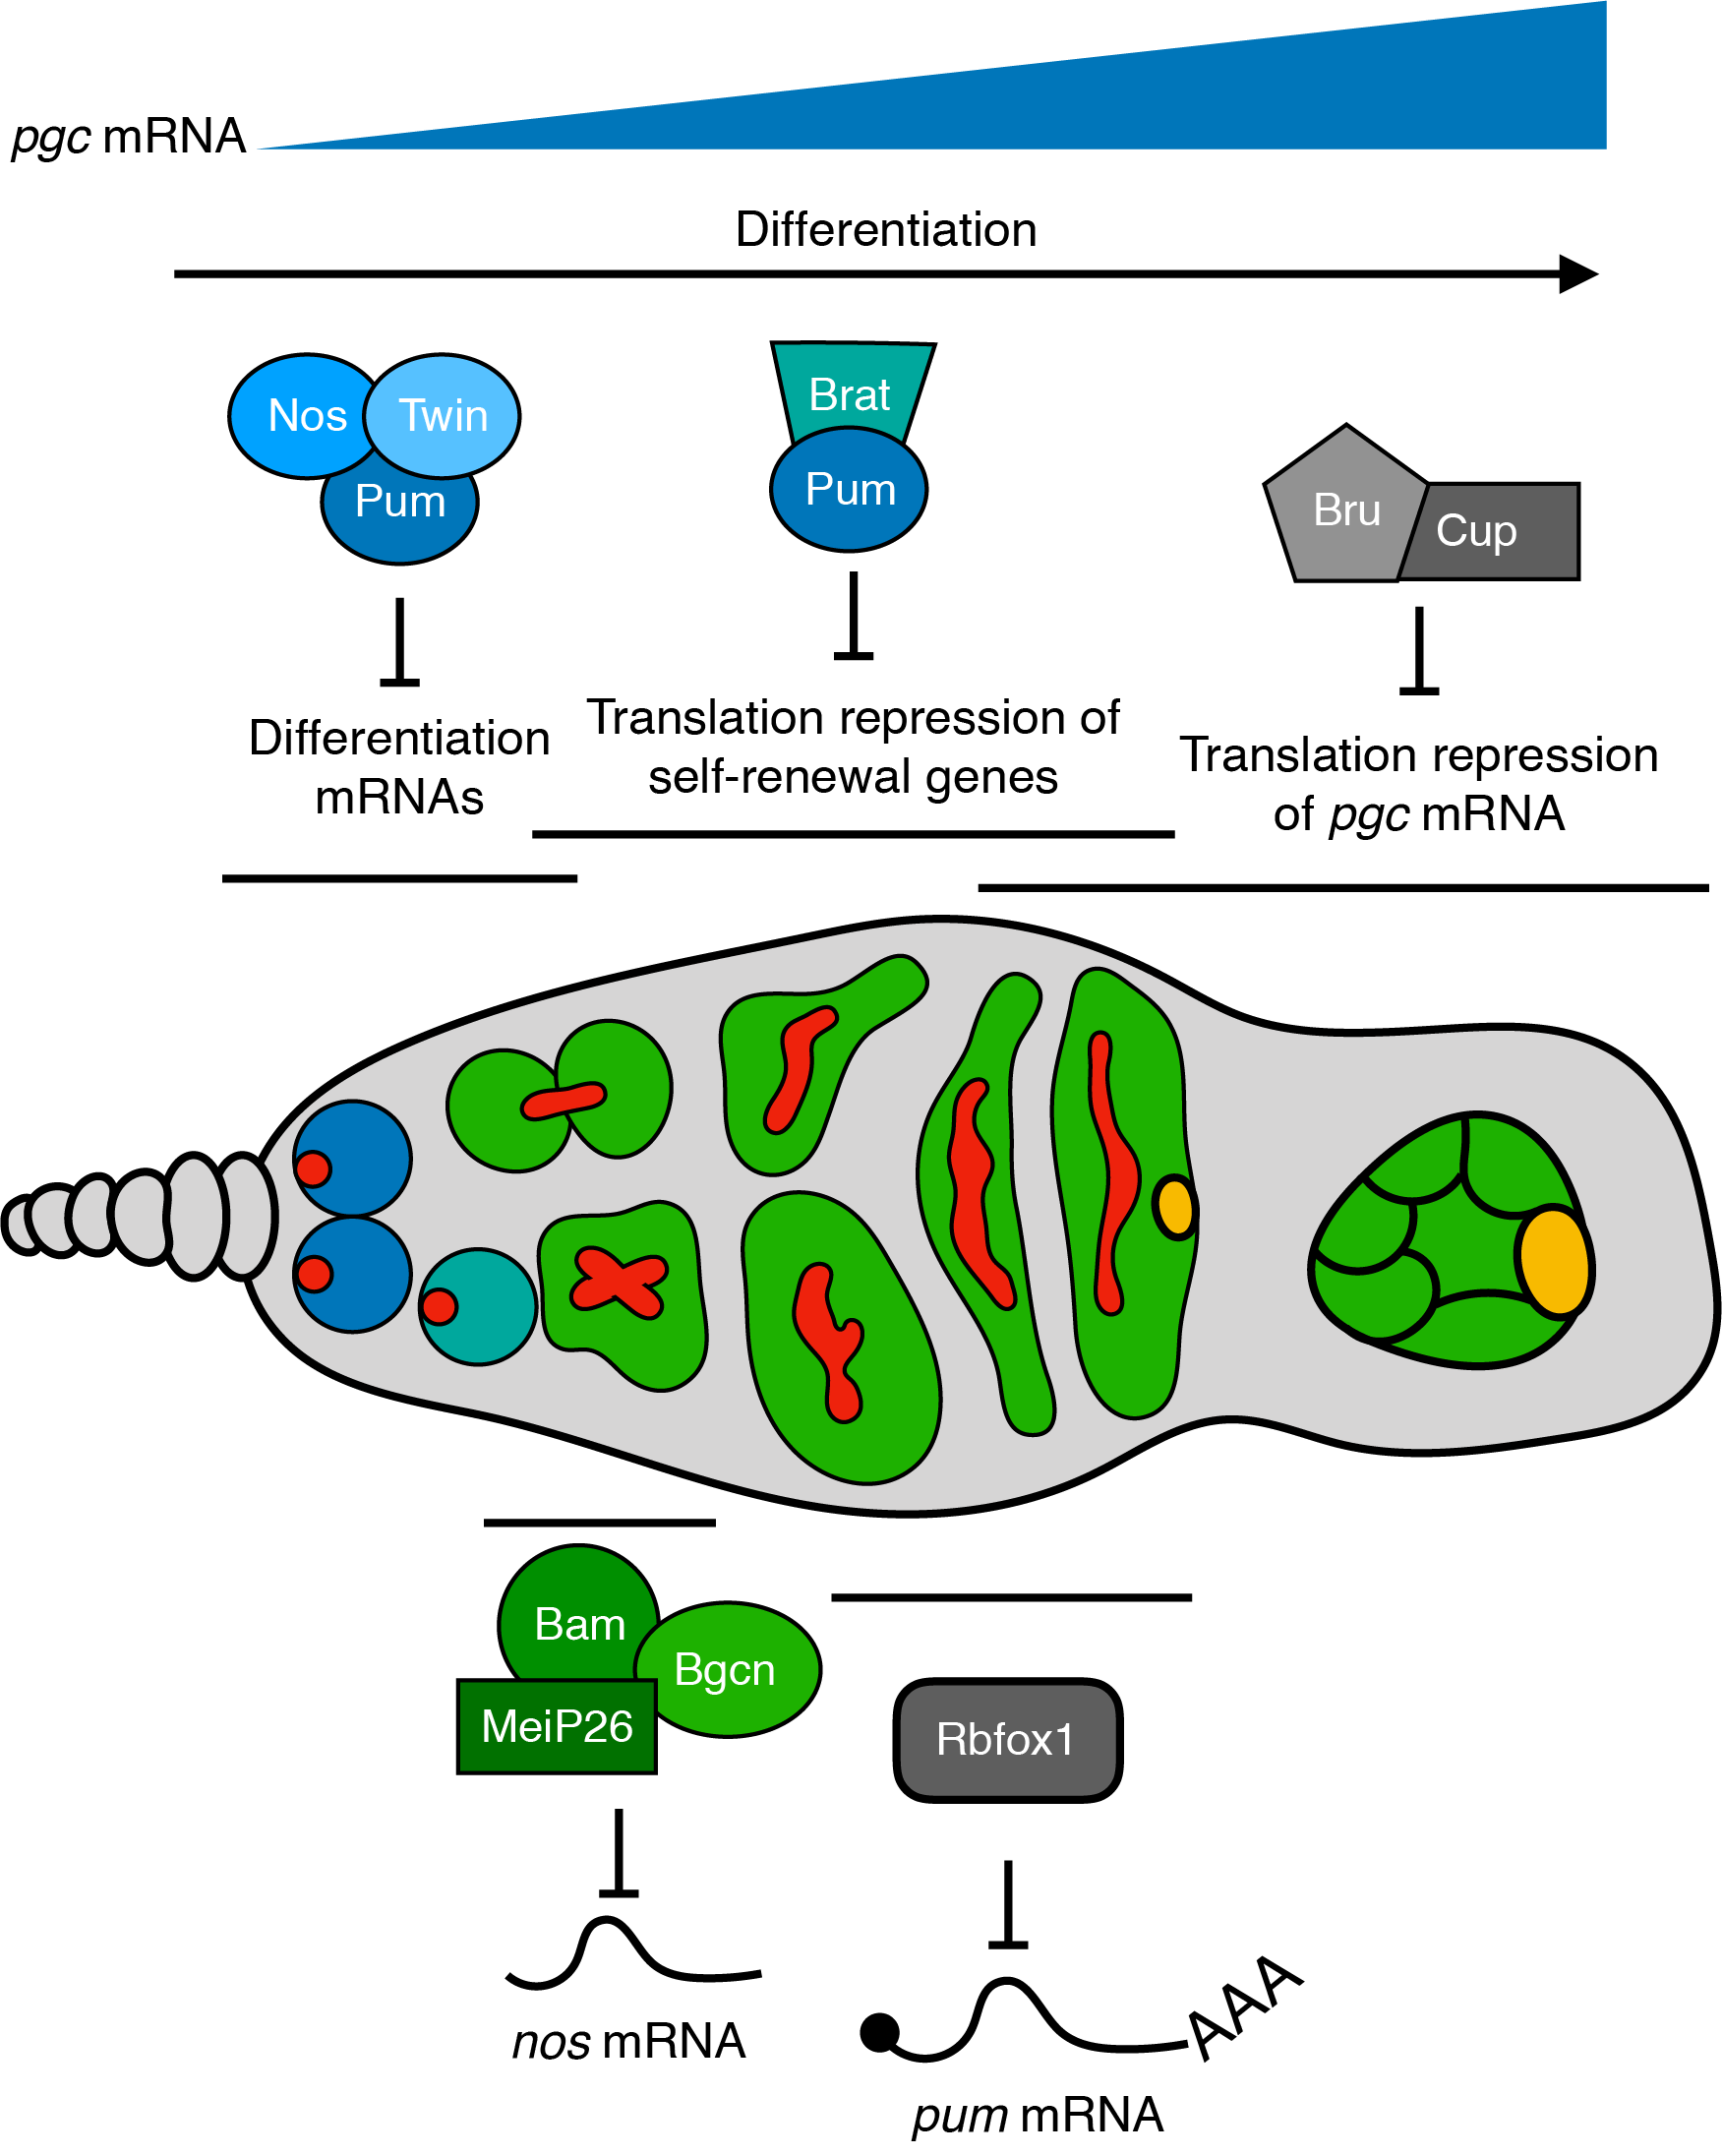 pgc mRNA
Differentiation
Nos
Twin
Pum
Brat
Pum
Bru
Cup
Differentiation
mRNAs
Translation repression of
self-renewal genes
Translation repression
of pgc mRNA
Bam
Bgcn
MeiP26
Rbfox1
nos mRNA
AAA
pum mRNA